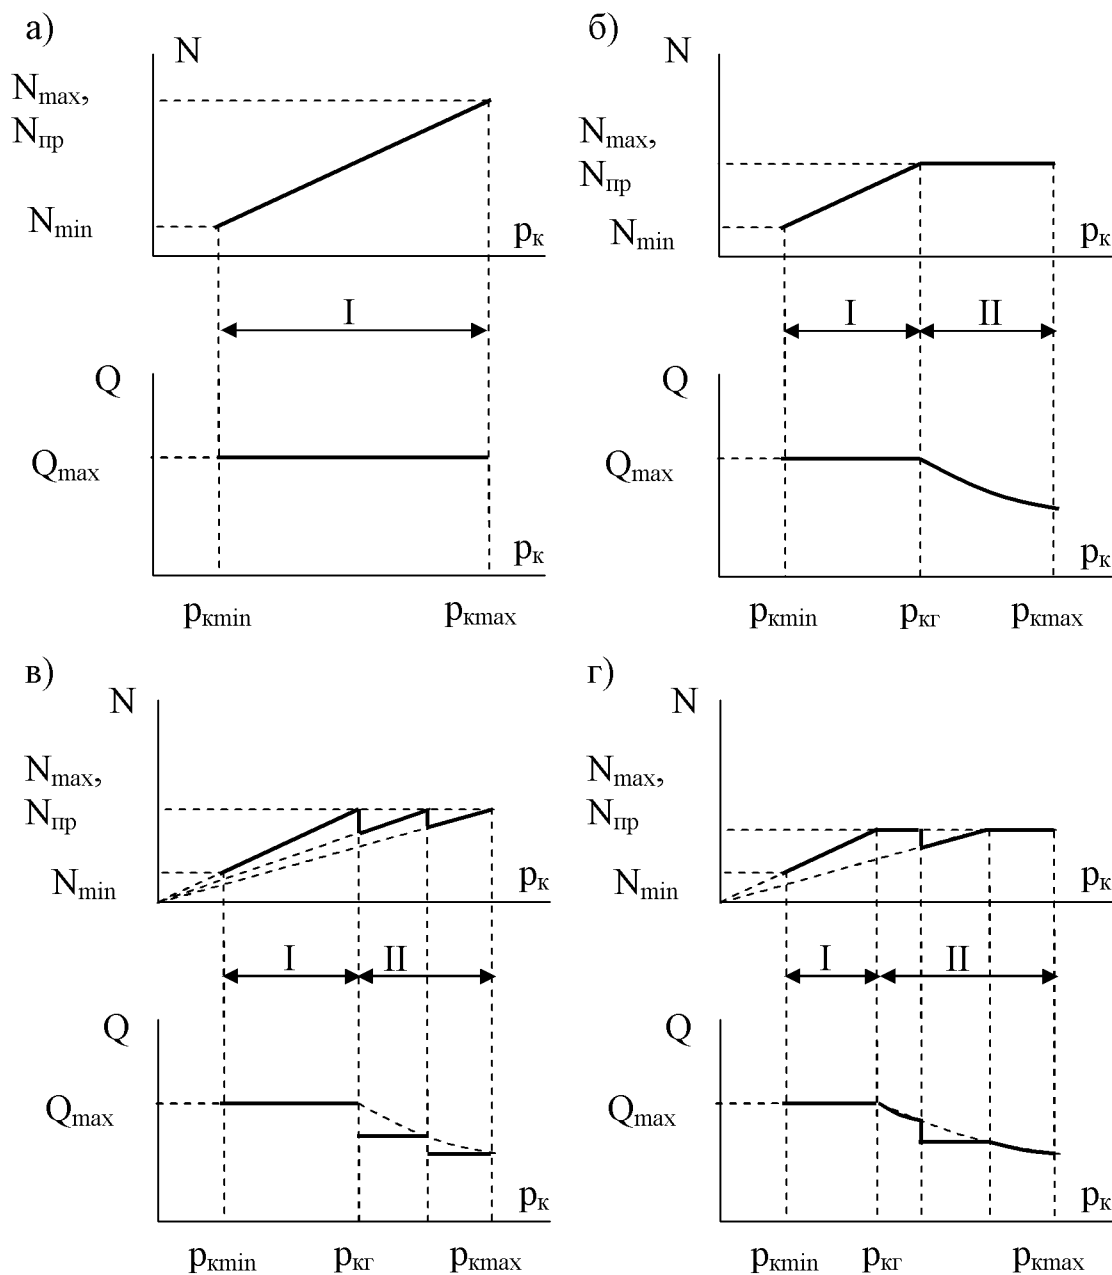 а)
N
Nmax,
Nпр
Nmin
pк
I
Q
Qmax
pк
pкmin
pкmax
б)
N
Nmax,
Nпр
Nmin
pк
I
II
Q
Qmax
pк
pкmin
pкг
pкmax
в)
N
Nmax,
Nпр
Nmin
pк
I
II
Q
Qmax
pк
pкmin
pкг
pкmax
г)
N
Nmax,
Nпр
Nmin
pк
I
II
Q
Qmax
pк
pкmin
pкг
pкmax